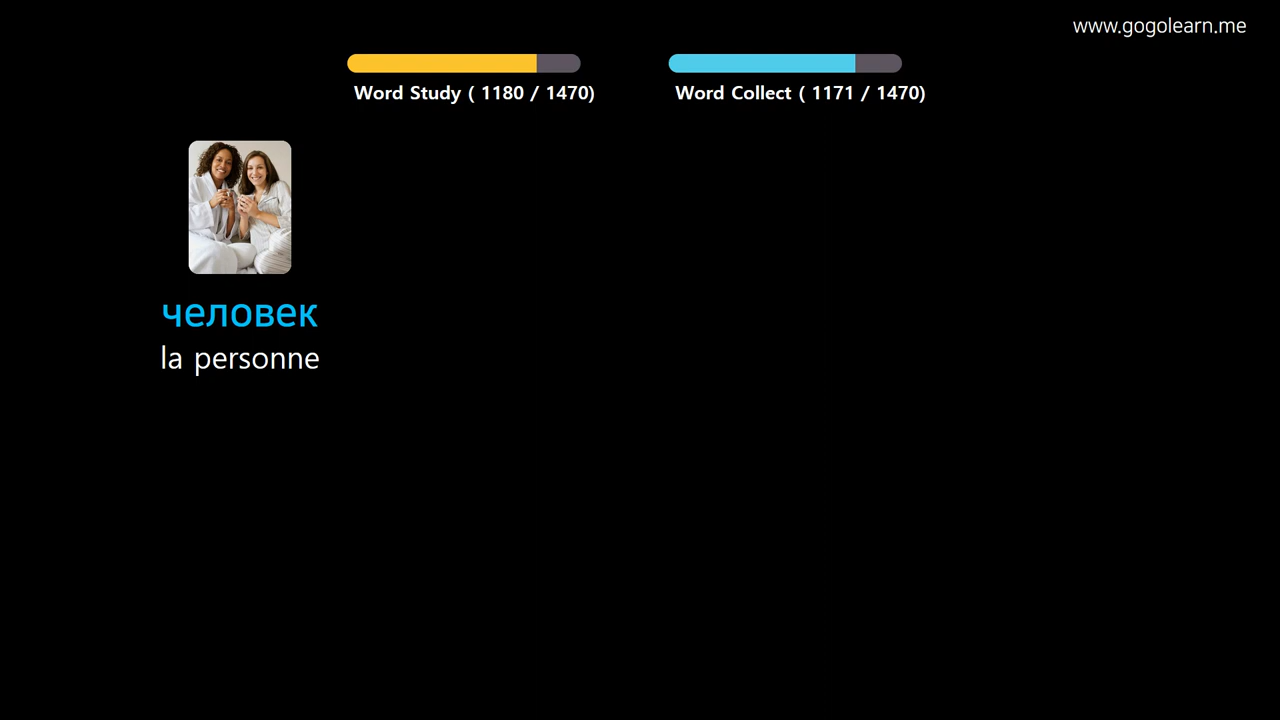 www.gogolearn.me
Word Study ( 1180 / 1470)
Word Collect ( 1171 / 1470)
человек
la personne